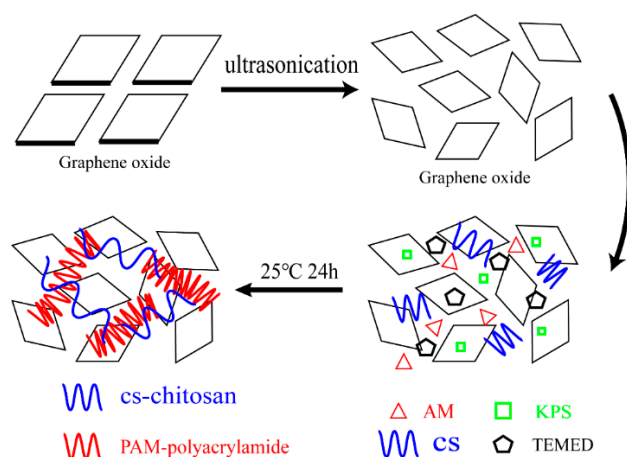 ultrasonication
Graphene oxide
Graphene oxide
25℃ 24h
cs-chitosan
PAM-polyacrylamide
AM
KPS
cs
TEMED